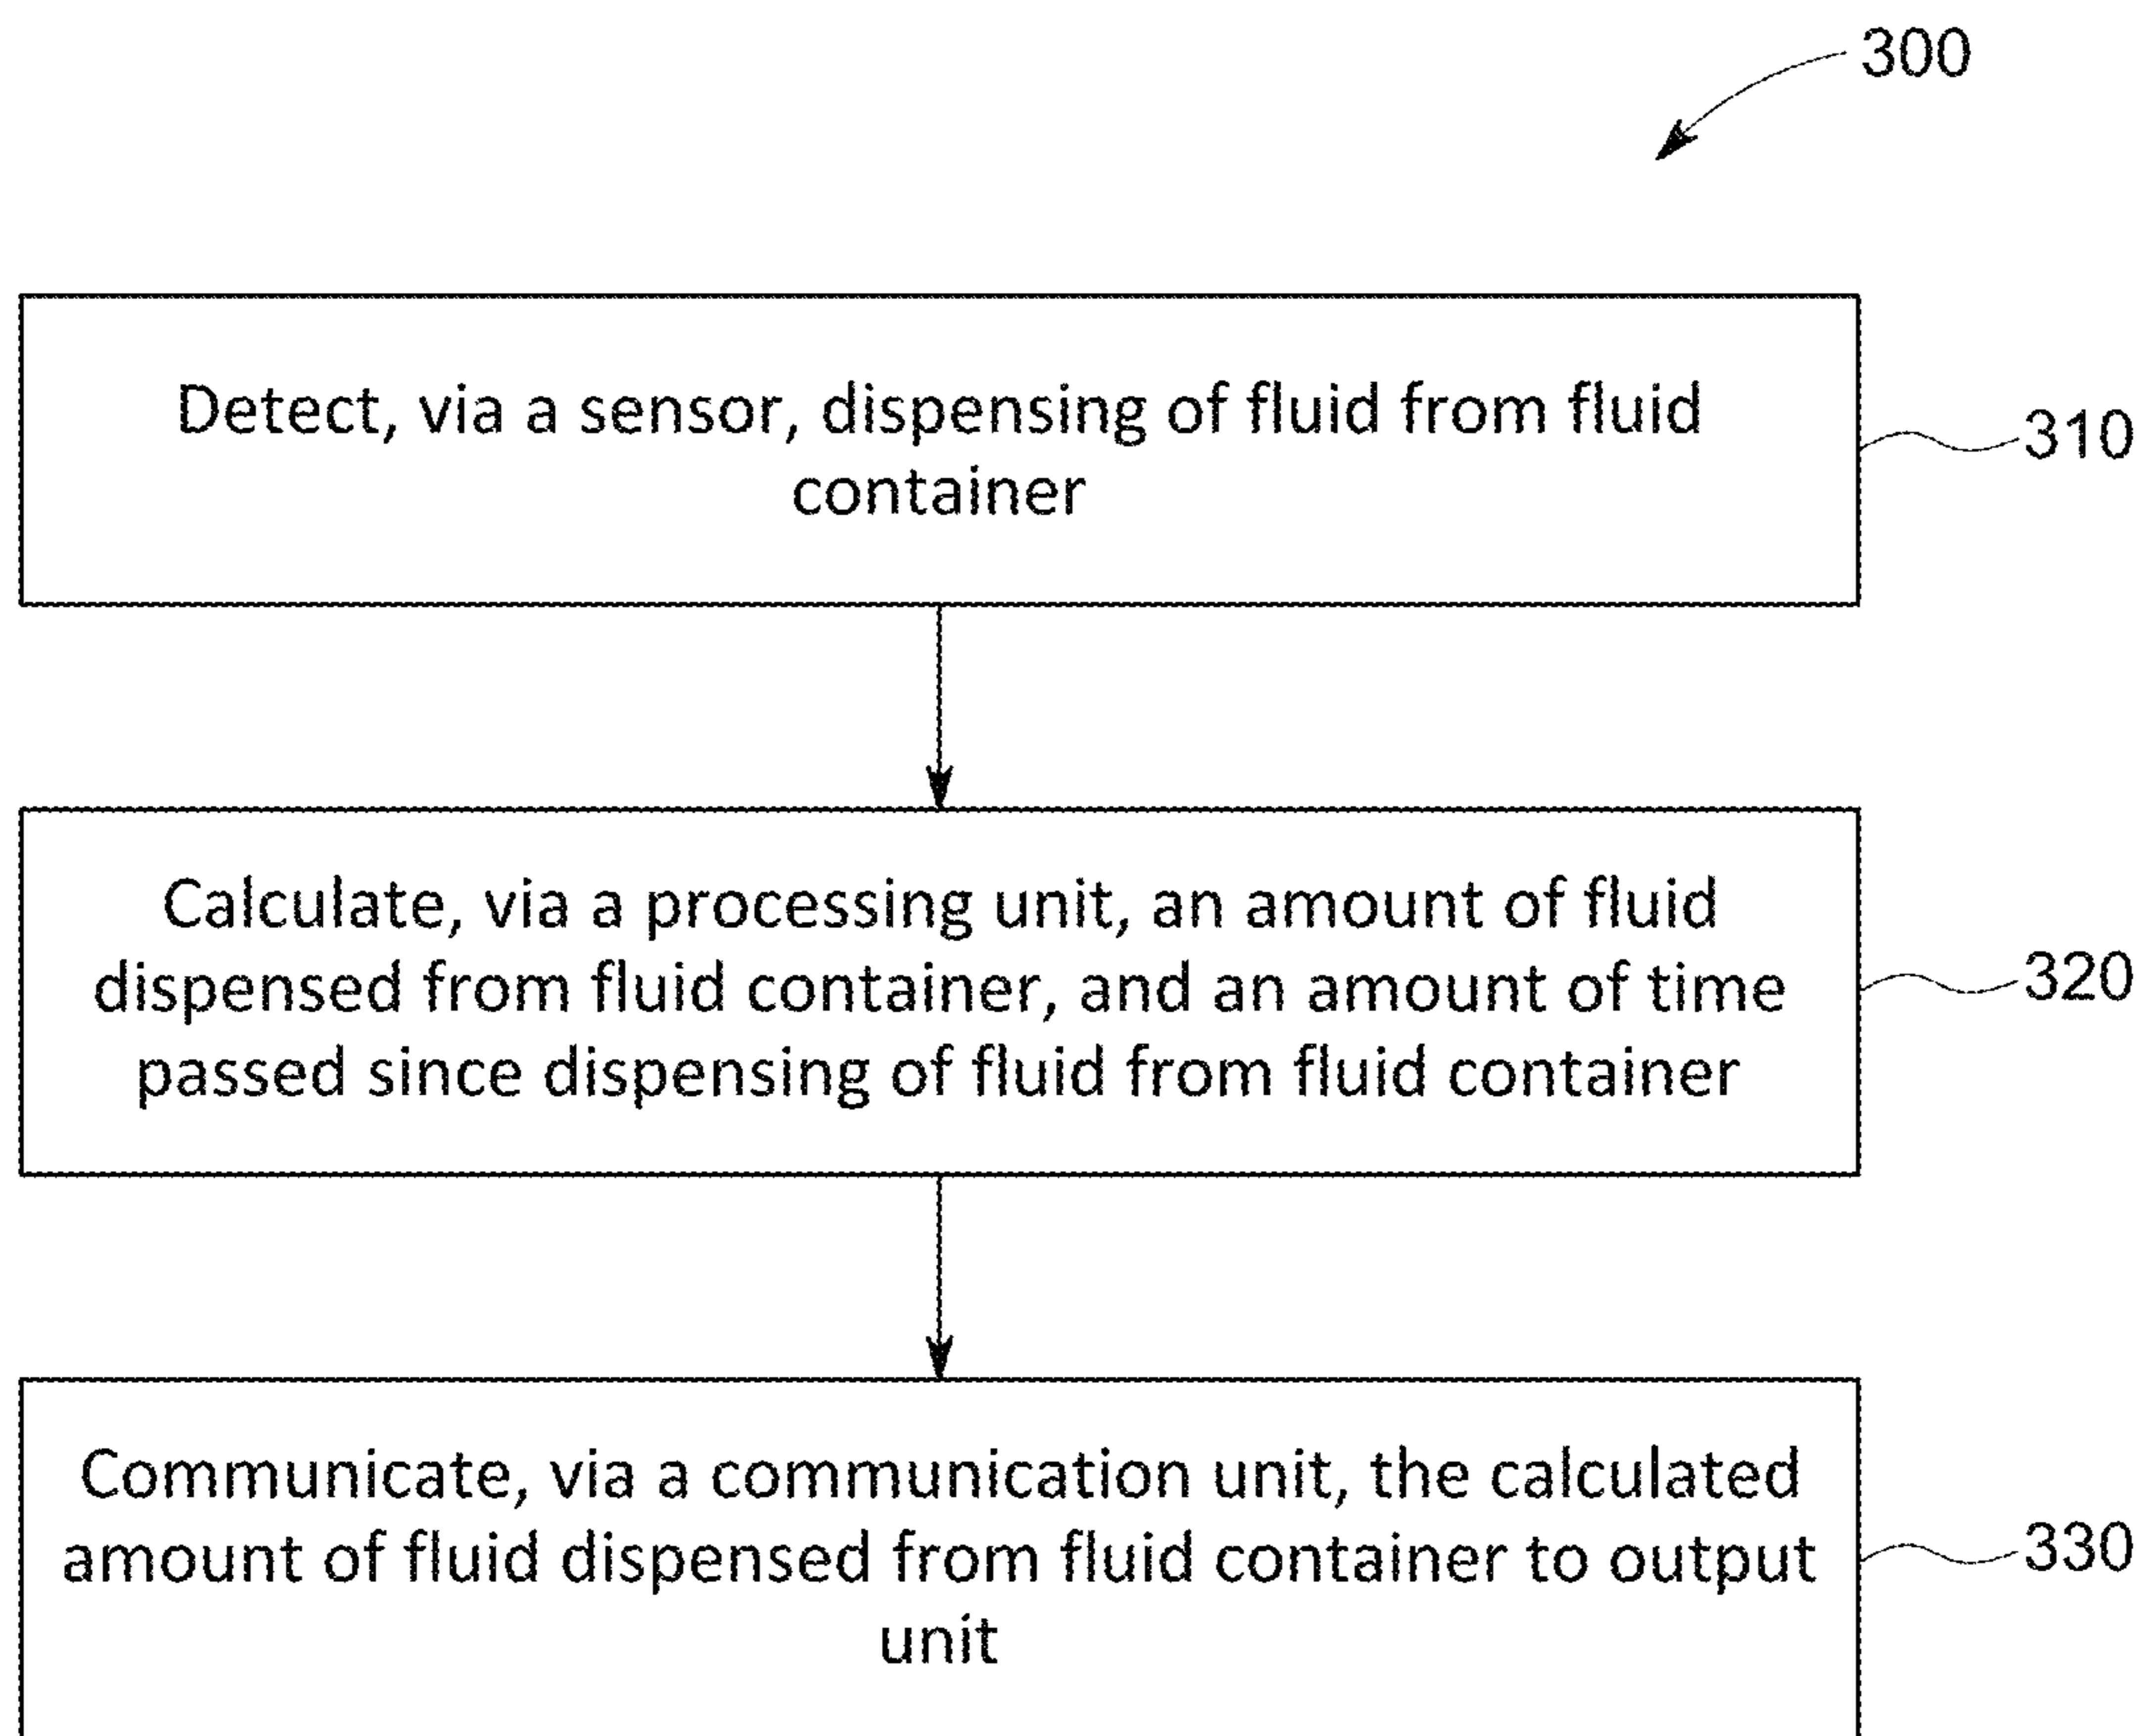 300
Detect, via a sensor, dispensing of fluid from fluid
container
310
Calculate, via a processing unit, an amount of fluid
dispensed from fluid container, and an amount of time
passed since dispensing of fluid from fluid container
320
Communicate, via a communication unit, the calculated
amount of fluid dispensed from fluid container to output
unit
330